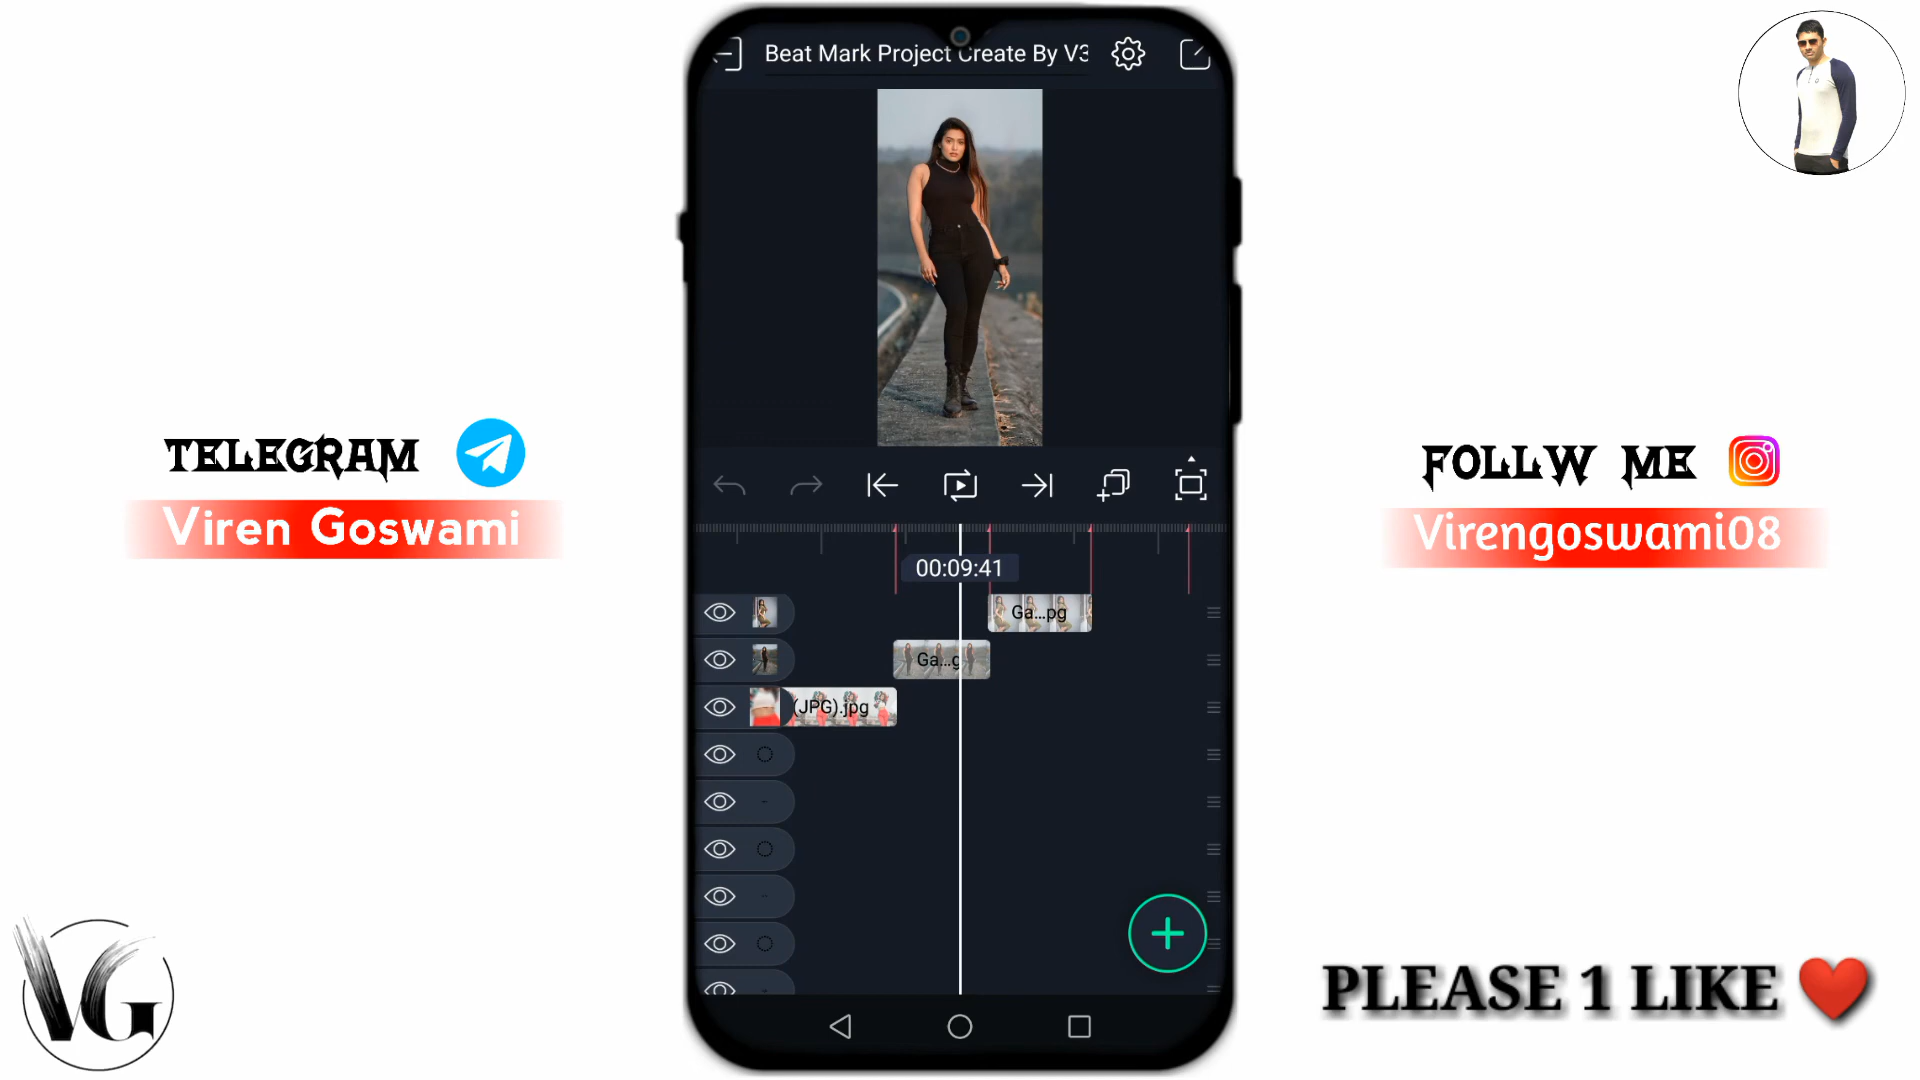 Beat Mark Project Create By V3
TELEGRAM
Viren Goswami
FOLLW ME
Virengoswami08
00:09:41
Ga...pg
Ga...g
(JPG).jpg
VG
PLEASE 1 LIKE